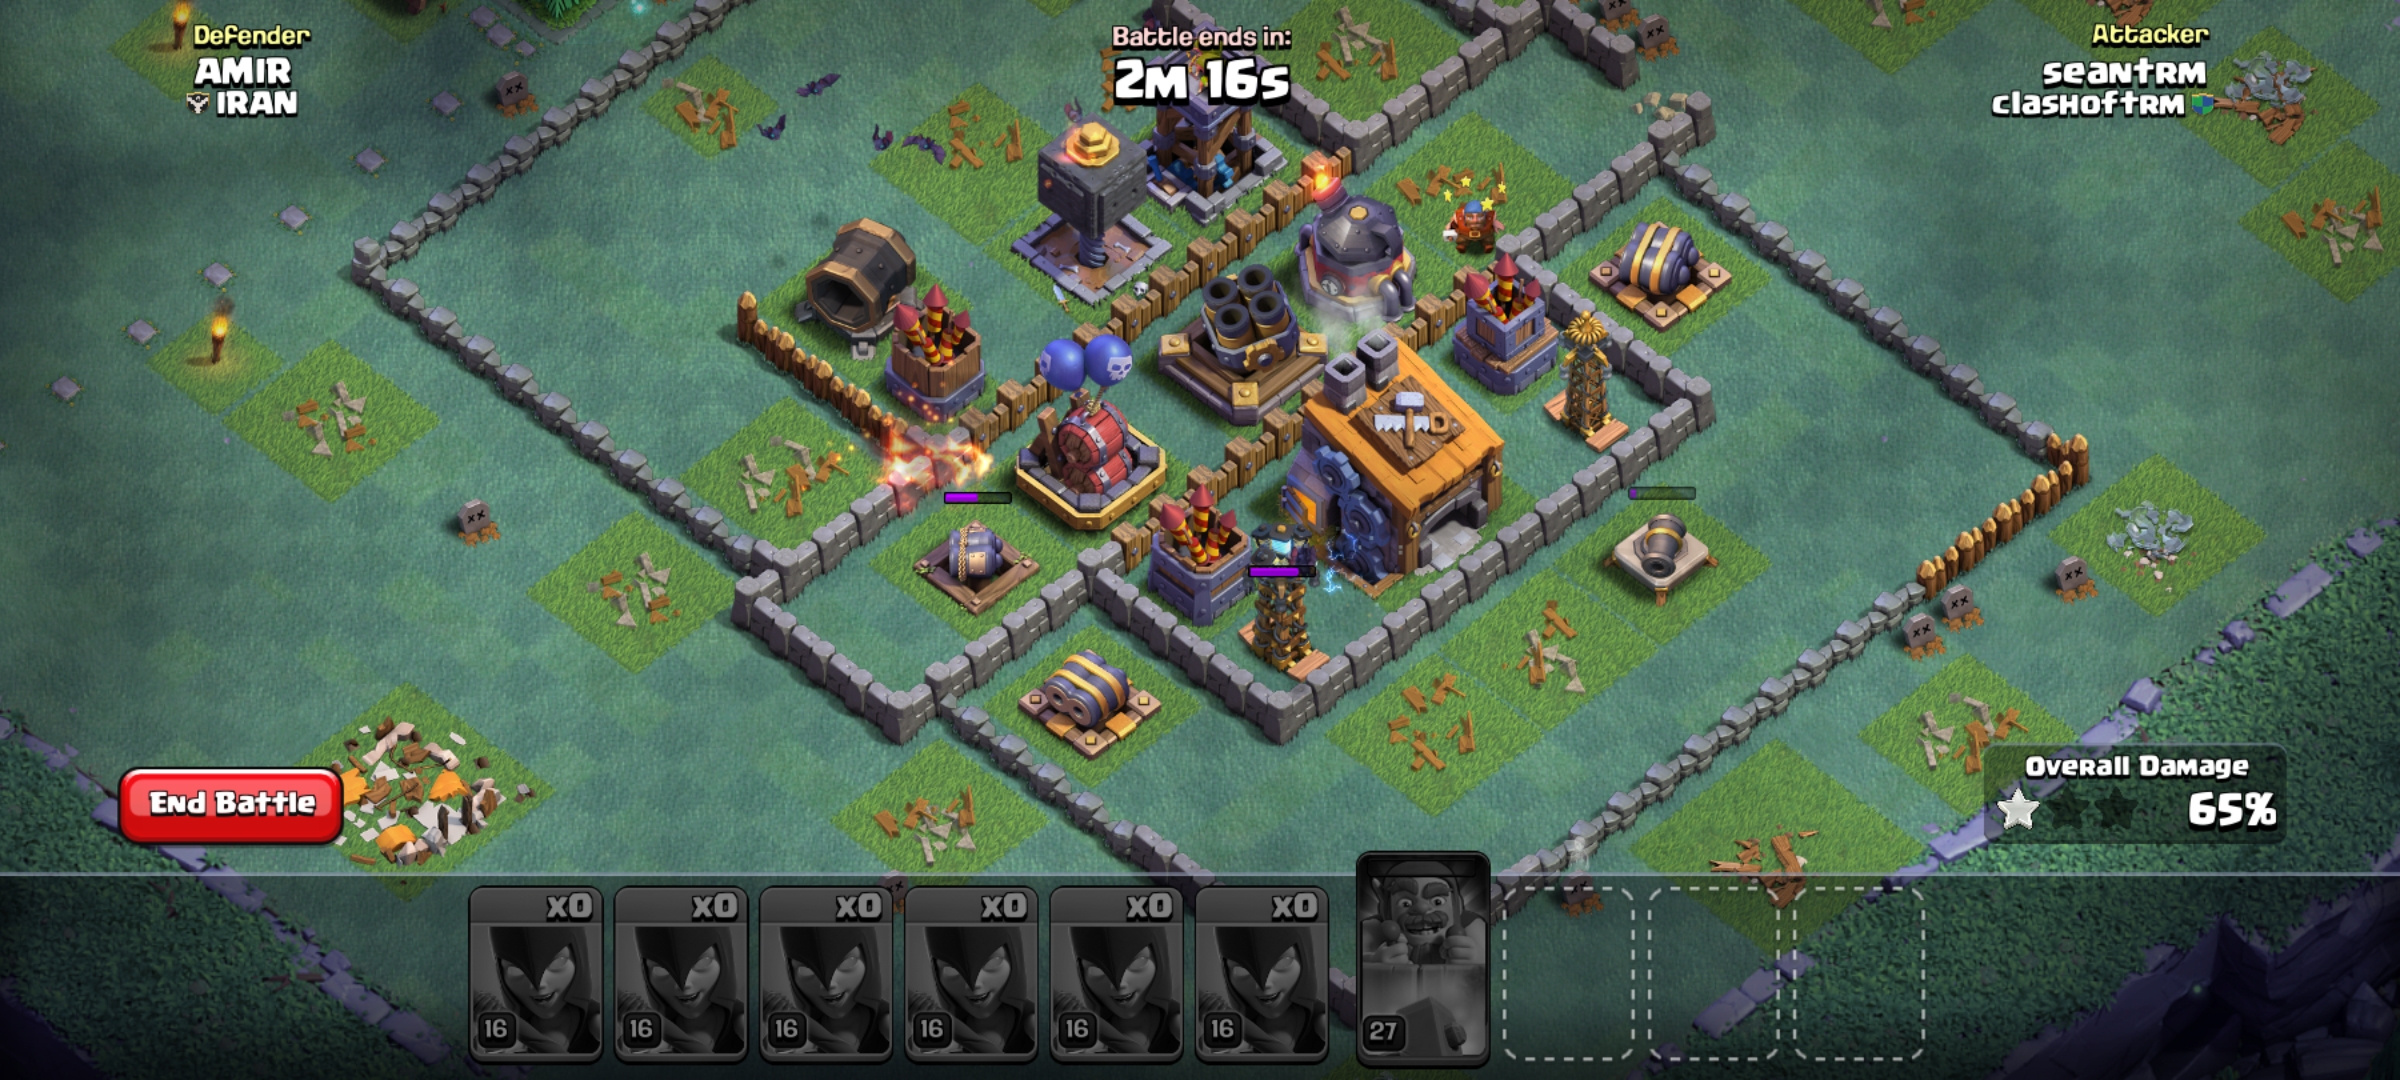 Defender
AMIR
IRAN
Battle ends in:
2M 16s
Attacker
seantRM
clashoftRM
End Battle
Overall Damage
65%
x0
x0
x0
x0
x0
x0
16
16
16
16
16
16
27